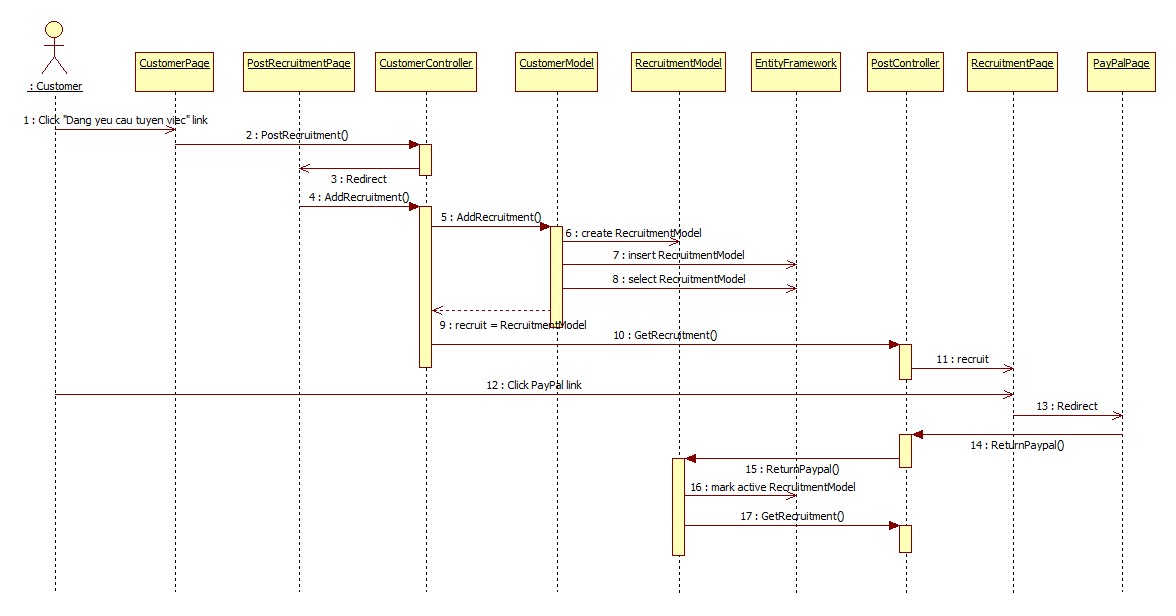 : Customer
CustomerPage
PostRecruitmentPage
CustomerController
CustomerModel
RecruitmentModel
EntityFramework
PostController
RecruitmentPage
PayPalPage
1 : Click "Dang yeu cau tuyen viec" link
2 : PostRecruitment()
3 : Redirect
4 : AddRecruitment()
5 : AddRecruitment()
6 : create RecruitmentModel
7 : insert RecruitmentModel
8 : select RecruitmentModel
9 : recruit = RecruitmentModel
10 : GetRecruitment()
11 : recruit
12 : Click PayPal link
13 : Redirect
14 : ReturnPaypal()
15 : ReturnPaypal()
16 : mark active RecruitmentModel
17 : GetRecruitment()